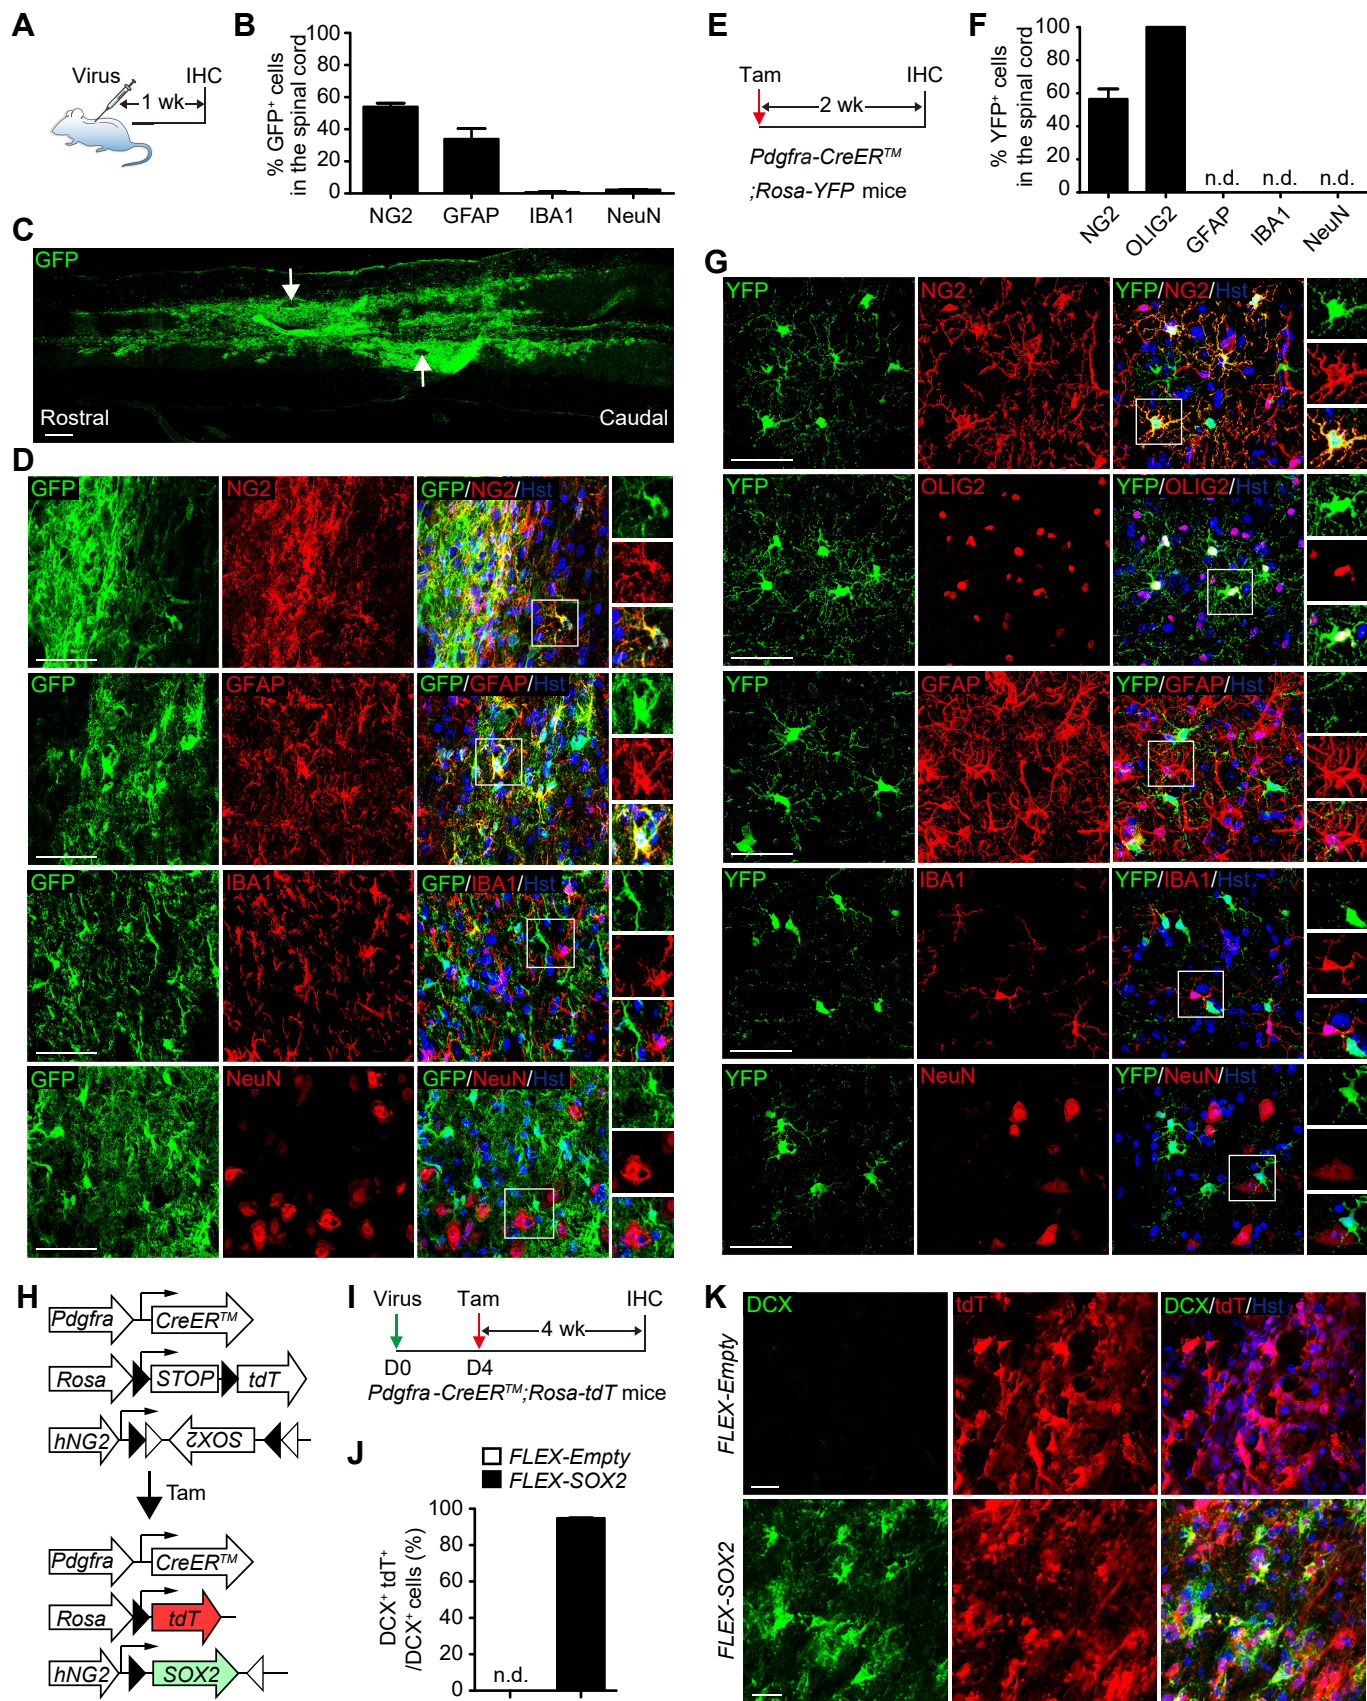 A
Virus
IHC
1 wk
B
% GFP⁺ cells
in the spinal cord
100
80
60
40
20
0
NG2
GFAP
IBA1
NeuN
C
GFP
Rostral
Caudal
D
GFP
NG2
GFP/NG2/Hst
GFP
GFAP
GFP/GFAP/Hst
GFP
IBA1
GFP/IBA1/Hst
GFP
NeuN
GFP/NeuN/Hst
E
Tam
IHC
2 wk
Pdgfra-CreERᵀᴹ
;Rosa-YFP mice
F
% YFP⁺ cells
in the spinal cord
100
80
60
40
20
0
n.d.
n.d.
n.d.
NG2
OLIG2
GFAP
IBA1
NeuN
G
YFP
NG2
YFP/NG2/Hst
YFP
OLIG2
YFP/OLIG2/Hst
YFP
GFAP
YFP/GFAP/Hst
YFP
IBA1
YFP/IBA1/Hst
YFP
NeuN
YFP/NeuN/Hst
H
Pdgfra
CreERᵀᴹ
Rosa
STOP
tdT
hNG2
SOX2
Tam
Pdgfra
CreERᵀᴹ
Rosa
tdT
hNG2
SOX2
I
Virus
Tam
IHC
4 wk
D0
D4
Pdgfra-CreERᵀᴹ;Rosa-tdT mice
J
FLEX-Empty
FLEX-SOX2
DCX⁺ tdT⁺
/DCX⁺ cells (%)
100
80
60
40
20
0
n.d.
K
FLEX-Empty
DCX
tdT
DCX/tdT/Hst
FLEX-SOX2